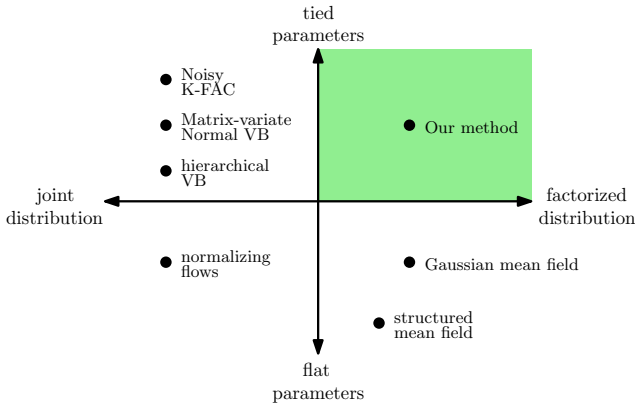 tied
parameters
Noisy
K-FAC
Matrix-variate
Normal VB
Our method
hierarchical
VB
joint
distribution
factorized
distribution
normalizing
flows
Gaussian mean field
structured
mean field
flat
parameters